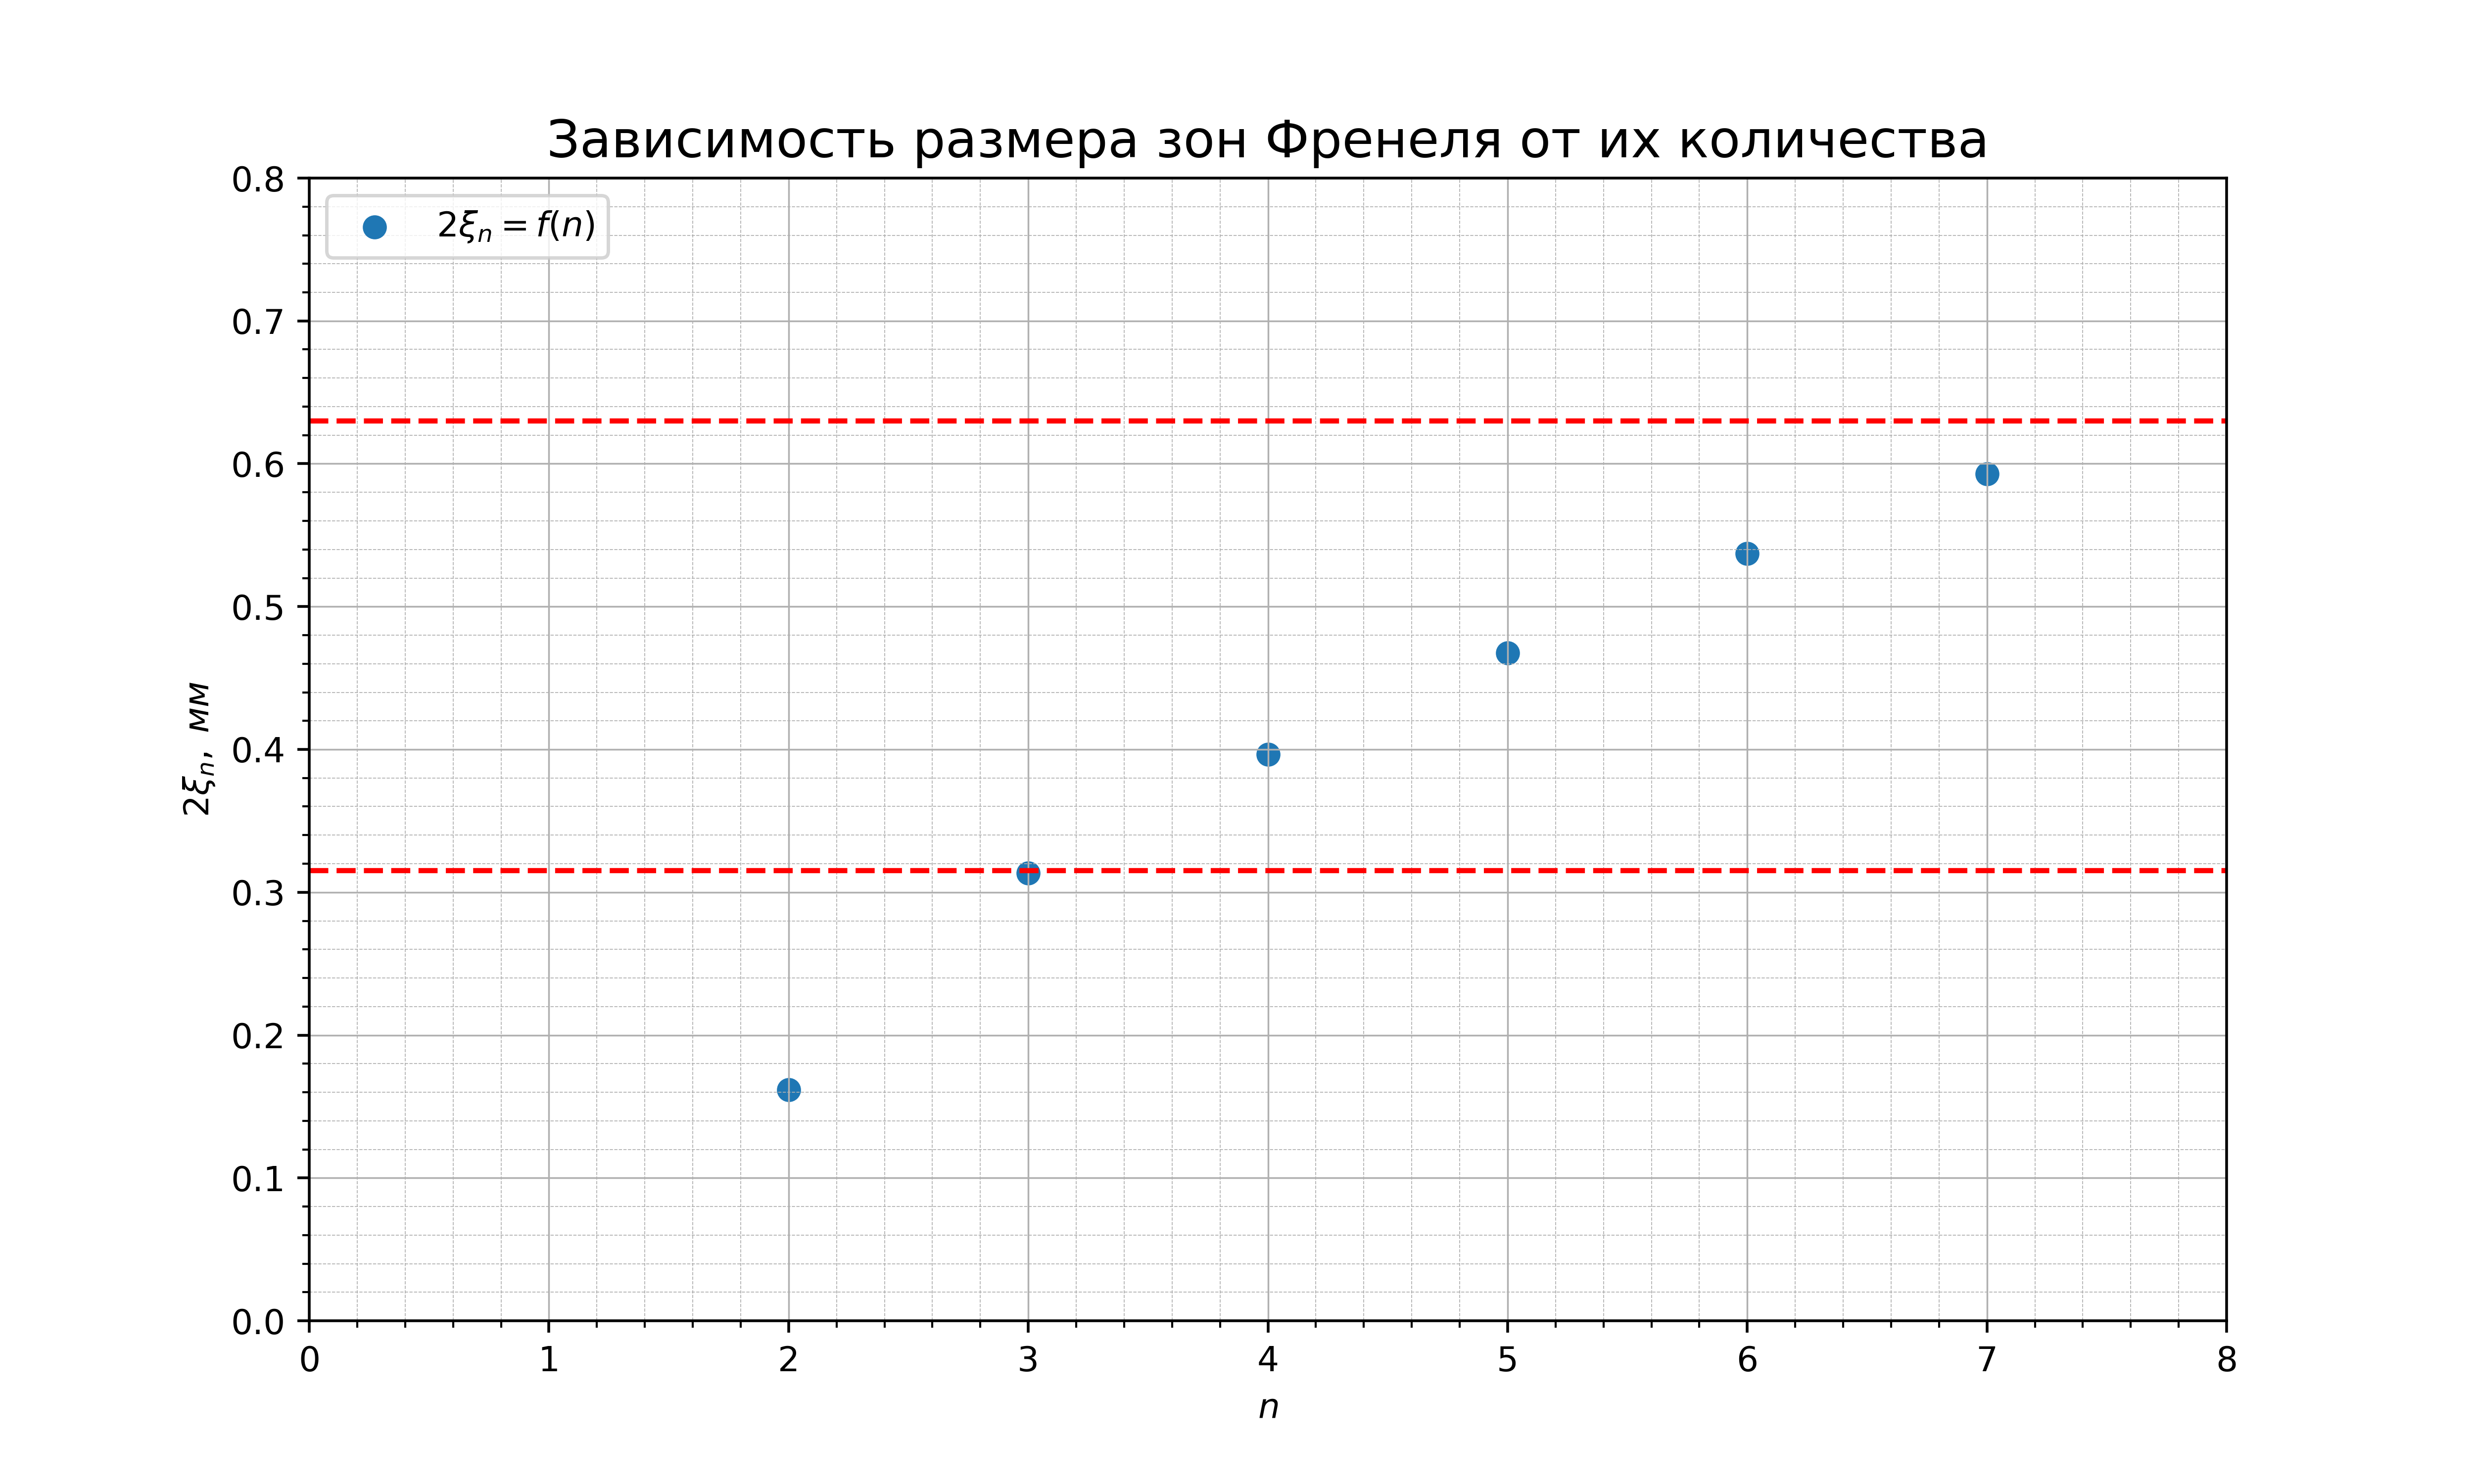 Зависимость размера зон Френеля от их количества
2ξₙ = f(n)
0.8
0.7
0.6
0.5
0.4
0.3
0.2
0.1
0.0
2ξₙ, мм
0 1 2 3 4 5 6 7 8
n